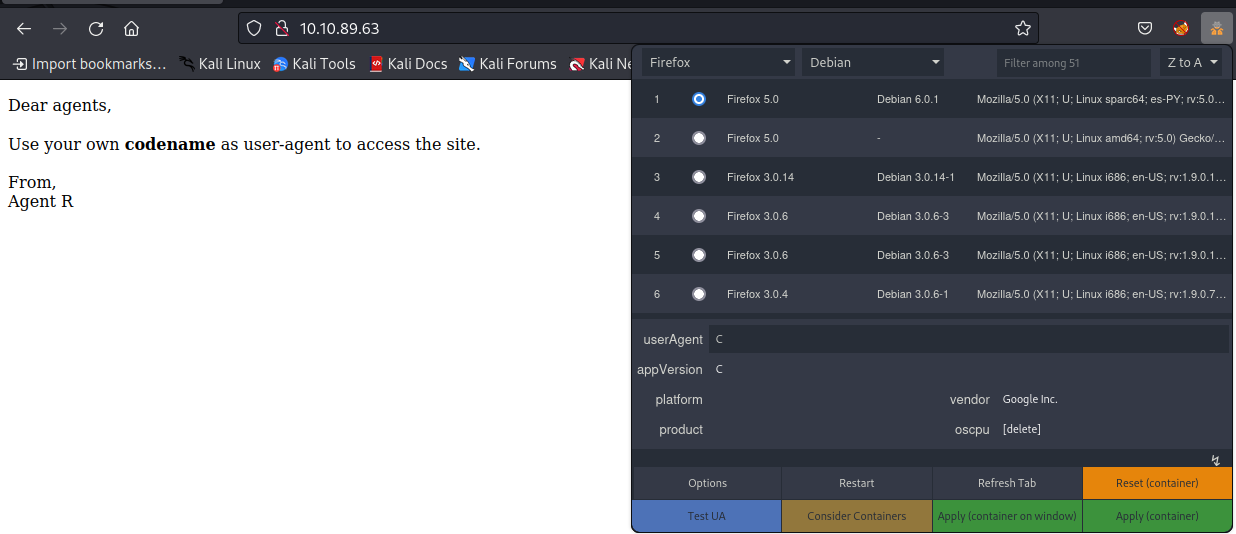 10.10.89.63
Import bookmarks... Kali Linux Kali Tools Kali Docs Kali Forums Kali Ne
Dear agents,
Use your own codename as user-agent to access the site.
From,
Agent R
Firefox Debian Filter among 51 Z to A
1 Firefox 5.0 Debian 6.0.1 Mozilla/5.0 (X11; U; Linux sparc64; es-PY; rv:5.0...
2 Firefox 5.0 - Mozilla/5.0 (X11; U; Linux amd64; rv:5.0) Gecko/...
3 Firefox 3.0.14 Debian 3.0.14-1 Mozilla/5.0 (X11; U; Linux i686; en-US; rv:1.9.0.1...
4 Firefox 3.0.6 Debian 3.0.6-3 Mozilla/5.0 (X11; U; Linux i686; en-US; rv:1.9.0.1...
5 Firefox 3.0.6 Debian 3.0.6-3 Mozilla/5.0 (X11; U; Linux i686; en-US; rv:1.9.0.1...
6 Firefox 3.0.4 Debian 3.0.6-1 Mozilla/5.0 (X11; U; Linux i686; en-US; rv:1.9.0.7...
userAgent C
appVersion C
platform vendor Google Inc.
product oscpu [delete]
Options Restart Refresh Tab Reset (container)
Test UA Consider Containers Apply (container on window) Apply (container)